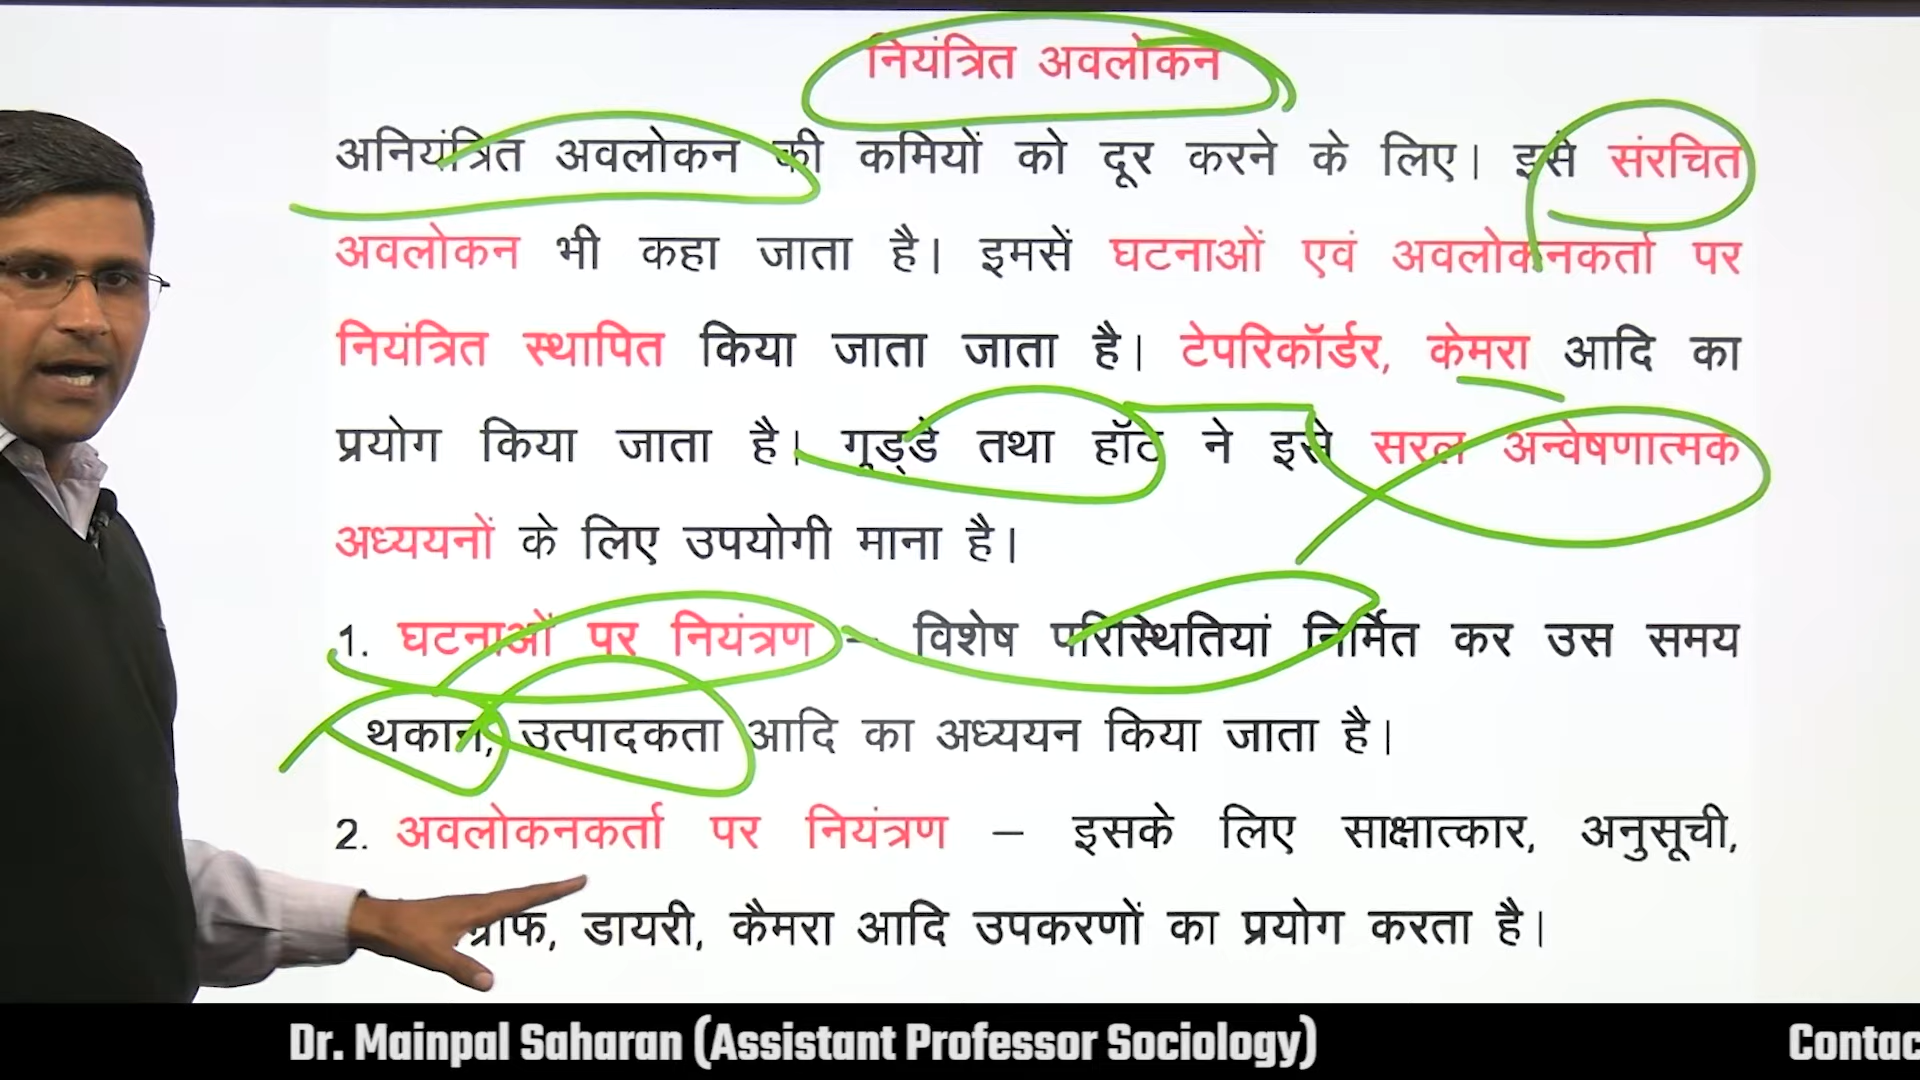 नियंत्रित अवलोकन
अनियंत्रित अवलोकन की कमियों को दूर करने के लिए। इसे संरचित
अवलोकन भी कहा जाता है। इमसें घटनाओं एवं अवलोकनकर्ता पर
नियंत्रित स्थापित किया जाता जाता है। टेपरिकॉर्डर, केमरा आदि का
प्रयोग किया जाता है। गुड्डे तथा हॉट ने इसे सरल अन्वेषणात्मक
अध्ययनों के लिए उपयोगी माना है।
1. घटनाओं पर नियंत्रण – विशेष परिस्थितियां निर्मित कर उस समय
थकान, उत्पादकता आदि का अध्ययन किया जाता है।
2. अवलोकनकर्ता पर नियंत्रण – इसके लिए साक्षात्कार, अनुसूची,
डायरी, कैमरा आदि उपकरणों का प्रयोग करता है।
Dr. Mainpal Saharan (Assistant Professor Sociology)